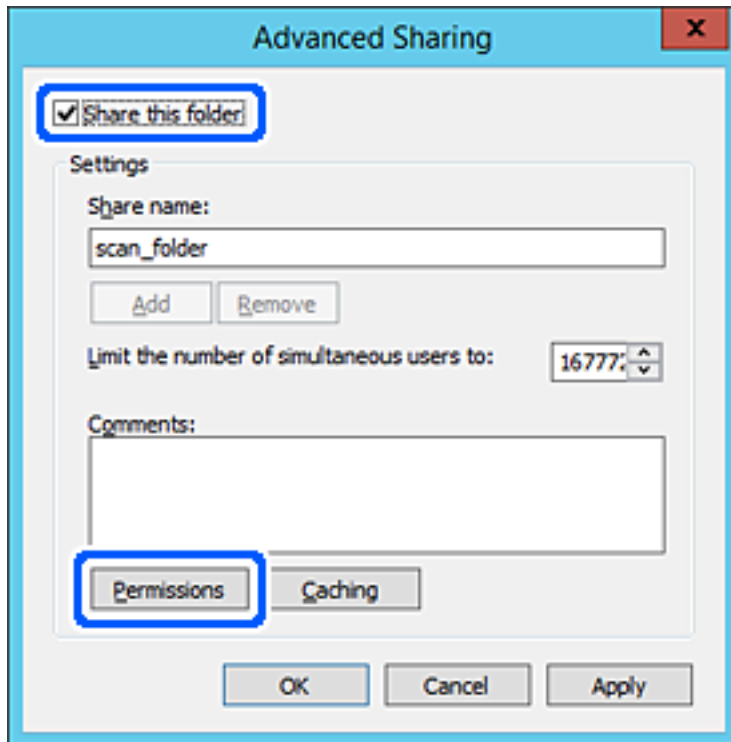 Advanced Sharing
Share this folder
Settings
Share name:
scan_folder
Add Remove
Limit the number of simultaneous users to:
Comments:
Permissions Caching
OK Cancel Apply